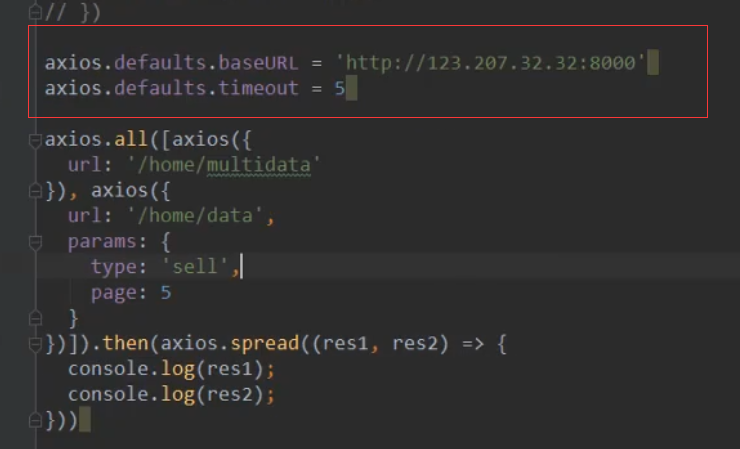 // })
axios.defaults.baseURL = 'http://123.207.32.32:8000'
axios.defaults.timeout = 5
axios.all([axios({
  url: '/home/multidata'
}), axios({
  url: '/home/data',
  params: {
    type: 'sell',
    page: 5
  }
})]).then(axios.spread((res1, res2) => {
  console.log(res1);
  console.log(res2);
}))